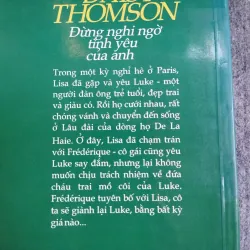 THOMSON
Đừng nghi ngờ
tình yêu
của anh
Trong một kỳ nghỉ hè ở Paris,
Lisa đã gặp và yêu Luke - một
người đàn ông trẻ tuổi, đẹp trai
và giàu có. Rồi họ cưới nhau, rất
chóng vánh và chuyển đến sống
ở Lâu đài của dòng họ De La
Haie. Ở đây, Lisa đã chạm trán
với Frédérique - cô gái cũng yêu
Luke say đắm, nhưng lại không
muốn chịu trách nhiệm về đứa
cháu trai mồ côi của Luke.
Frédérique tuyên bố với Lisa, cô
ta sẽ giành lại Luke, bằng bất kỳ
giá nào...